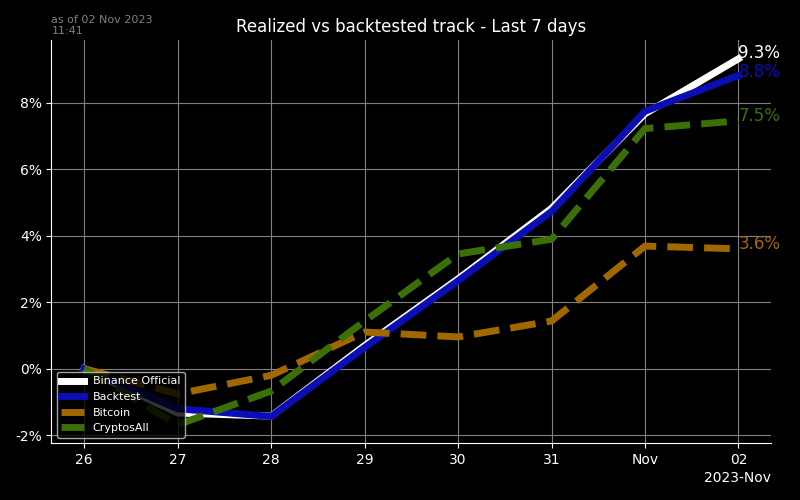 as of 02 Nov 2023
11:41
Realized vs backtested track - Last 7 days
9.3%
8.8%
7.5%
3.6%
8%
6%
4%
2%
0%
-2%
Binance Official
Backtest
Bitcoin
CryptosAll
26 27 28 29 30 31 Nov 02
2023-Nov